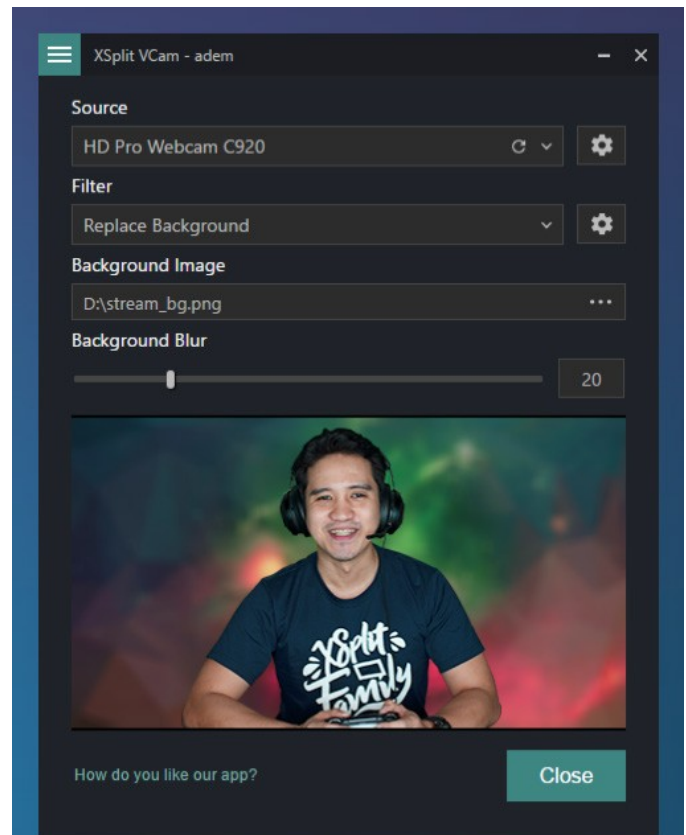 XSplit VCam - adem
Source
HD Pro Webcam C920
Filter
Replace Background
Background Image
D:\stream_bg.png
Background Blur
20
XSplit
Family
How do you like our app?
Close